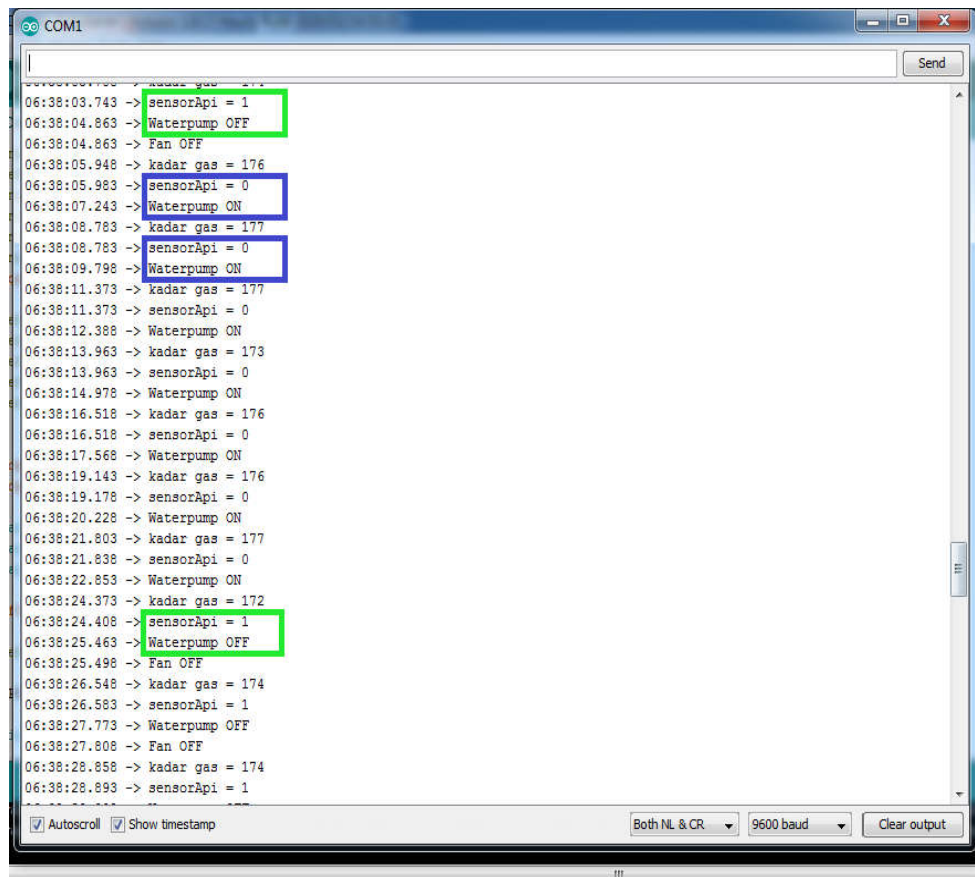 COM1
Send
06:38:03.743 -> sensorApi = 1
06:38:04.863 -> Waterpump OFF
06:38:04.863 -> Fan OFF
06:38:05.948 -> kadar gas = 176
06:38:05.983 -> sensorApi = 0
06:38:07.243 -> Waterpump ON
06:38:08.783 -> kadar gas = 177
06:38:08.783 -> sensorApi = 0
06:38:09.798 -> Waterpump ON
06:38:11.373 -> kadar gas = 177
06:38:11.373 -> sensorApi = 0
06:38:12.388 -> Waterpump ON
06:38:13.963 -> kadar gas = 173
06:38:13.963 -> sensorApi = 0
06:38:14.978 -> Waterpump ON
06:38:16.518 -> kadar gas = 176
06:38:16.518 -> sensorApi = 0
06:38:17.568 -> Waterpump ON
06:38:19.143 -> kadar gas = 176
06:38:19.178 -> sensorApi = 0
06:38:20.228 -> Waterpump ON
06:38:21.803 -> kadar gas = 177
06:38:21.838 -> sensorApi = 0
06:38:22.853 -> Waterpump ON
06:38:24.373 -> kadar gas = 172
06:38:24.408 -> sensorApi = 1
06:38:25.463 -> Waterpump OFF
06:38:25.498 -> Fan OFF
06:38:26.548 -> kadar gas = 174
06:38:26.583 -> sensorApi = 1
06:38:27.773 -> Waterpump OFF
06:38:27.808 -> Fan OFF
06:38:28.858 -> kadar gas = 174
06:38:28.893 -> sensorApi = 1
Autoscroll Show timestamp Both NL & CR 9600 baud Clear output